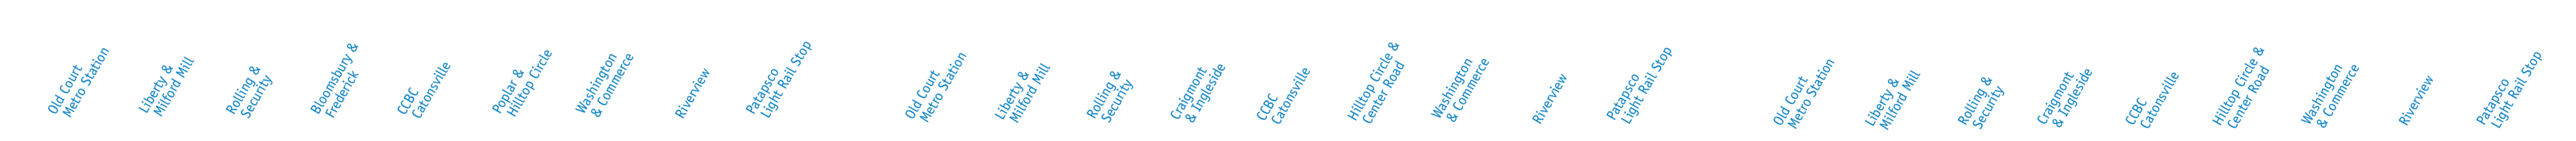 Old Court
Metro Station
Liberty &
Milford Mill
Rolling &
Security
Bloomsbury &
Frederick
CCBC
Catonsville
Poplar &
Hilltop Circle
Washington
& Commerce
Riverview
Patapsco
Light Rail Stop
Old Court
Metro Station
Liberty &
Milford Mill
Rolling &
Security
Craigmont
& Ingleside
CCBC
Catonsville
Hilltop Circle &
Center Road
Washington
& Commerce
Riverview
Patapsco
Light Rail Stop
Old Court
Metro Station
Liberty &
Milford Mill
Rolling &
Security
Craigmont
& Ingleside
CCBC
Catonsville
Hilltop Circle &
Center Road
Washington
& Commerce
Riverview
Patapsco
Light Rail Stop